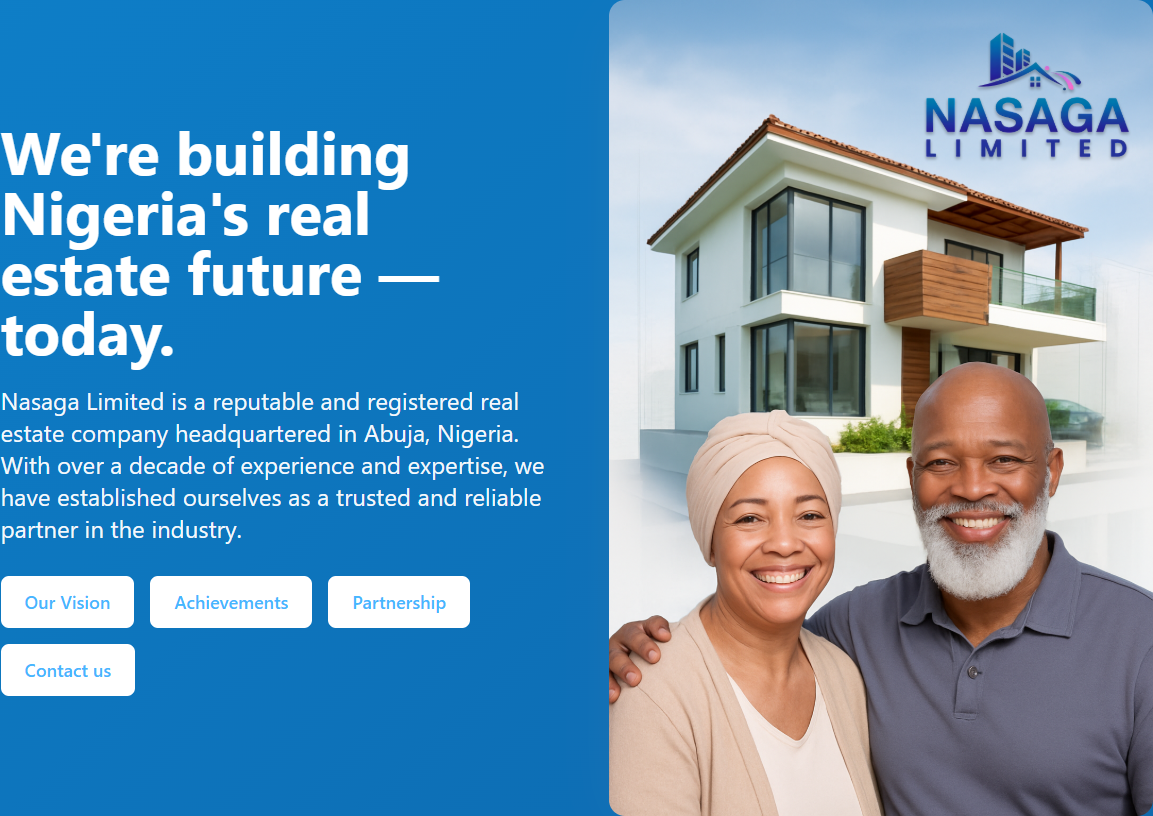 We're building
Nigeria's real
estate future —
today.
Nasaga Limited is a reputable and registered real
estate company headquartered in Abuja, Nigeria.
With over a decade of experience and expertise, we
have established ourselves as a trusted and reliable
partner in the industry.
Our Vision
Achievements
Partnership
Contact us
NASAGA
LIMITED